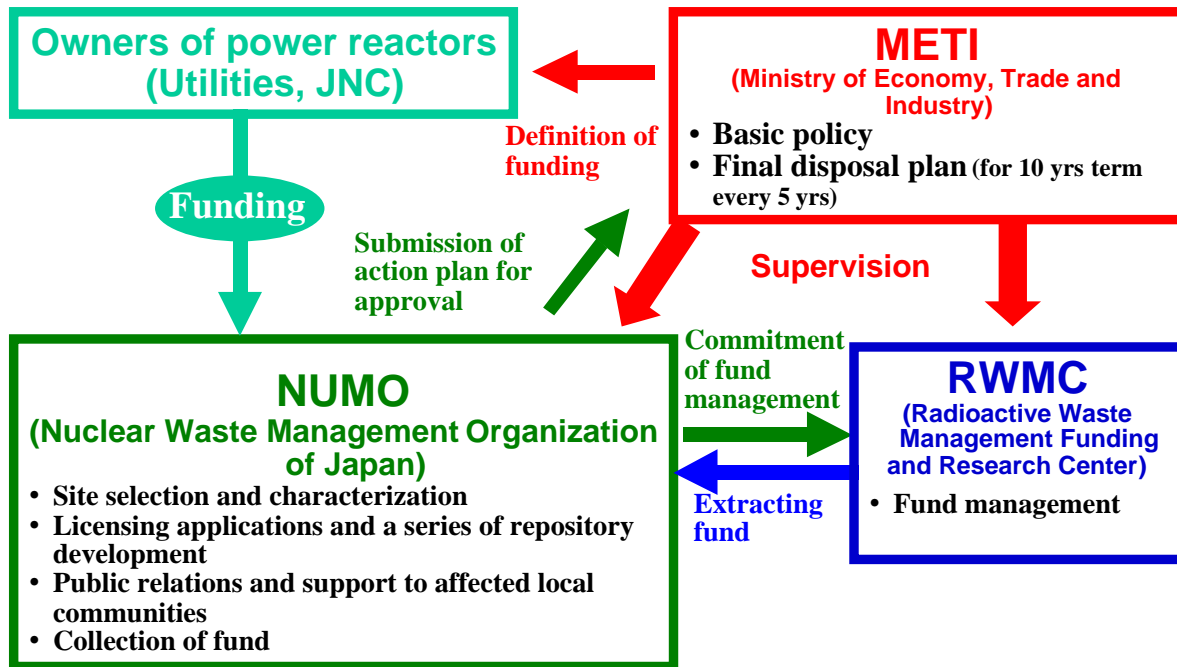 Owners of power reactors
(Utilities, JNC)
METI
(Ministry of Economy, Trade and
Industry)
• Basic policy
• Final disposal plan (for 10 yrs term
every 5 yrs)
Definition of
funding
Funding
Submission of
action plan for
approval
Supervision
NUMO
(Nuclear Waste Management Organization
of Japan)
• Site selection and characterization
• Licensing applications and a series of repository
development
• Public relations and support to affected local
communities
• Collection of fund
Commitment
of fund
management
Extracting
fund
RWMC
(Radioactive Waste
Management Funding
and Research Center)
• Fund management